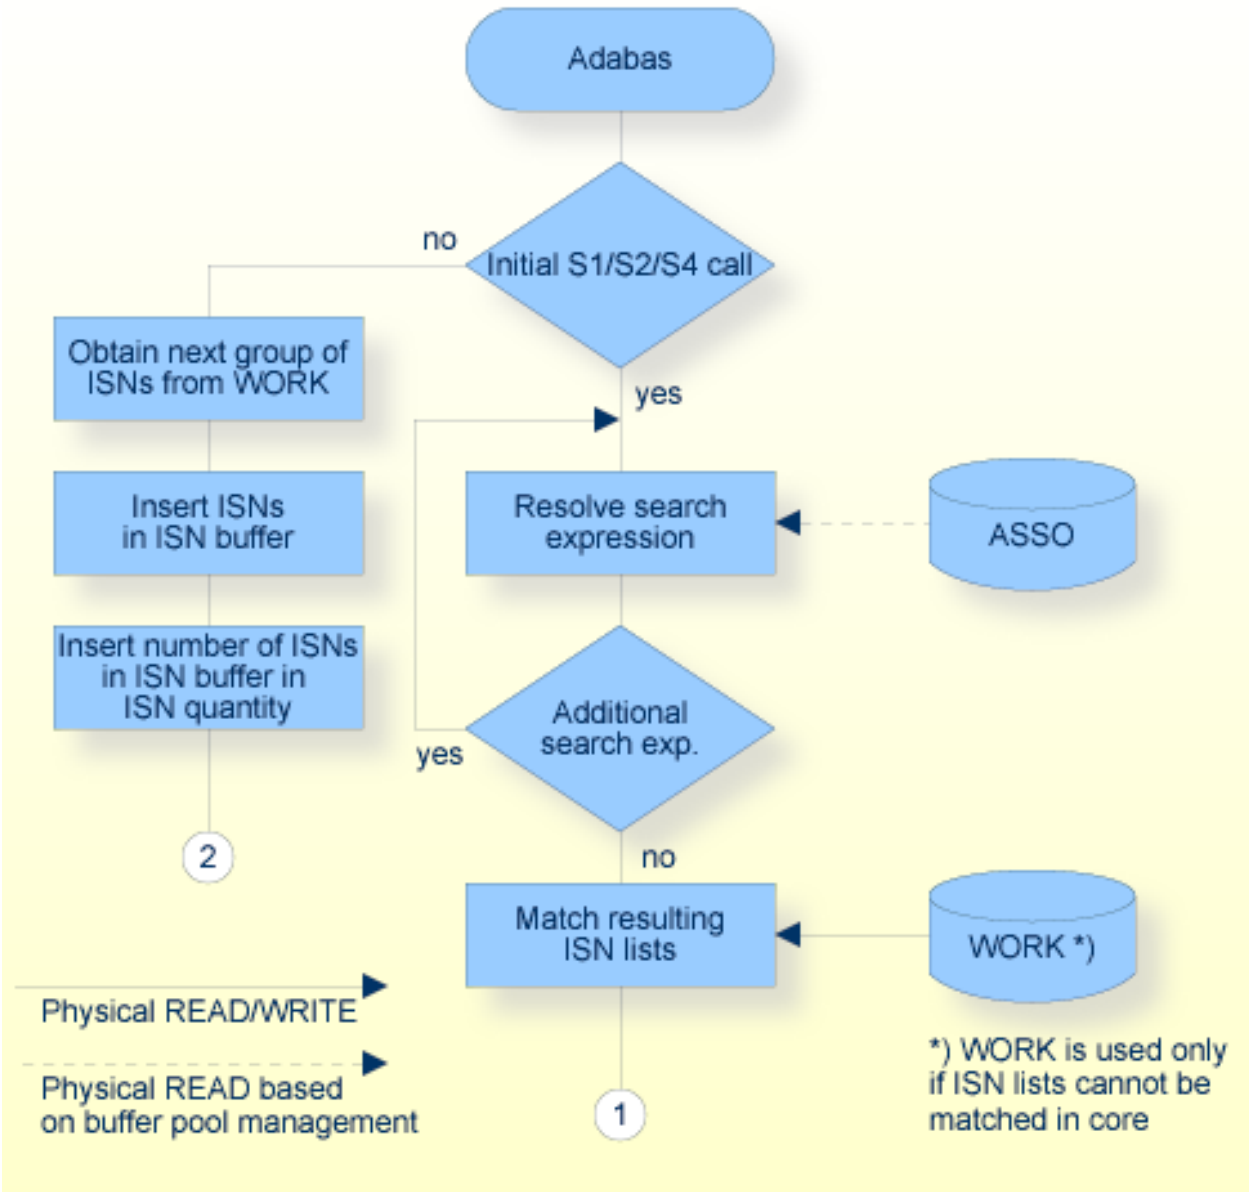 Adabas
no
Initial S1/S2/S4 call
yes
Obtain next group of
ISNs from WORK
Insert ISNs
in ISN buffer
Resolve search
expression
ASSO
Insert number of ISNs
in ISN buffer in
ISN quantity
Additional
search exp.
yes
no
2
Match resulting
ISN lists
WORK *)
Physical READ/WRITE
Physical READ based
on buffer pool management
1
*) WORK is used only
if ISN lists cannot be
matched in core